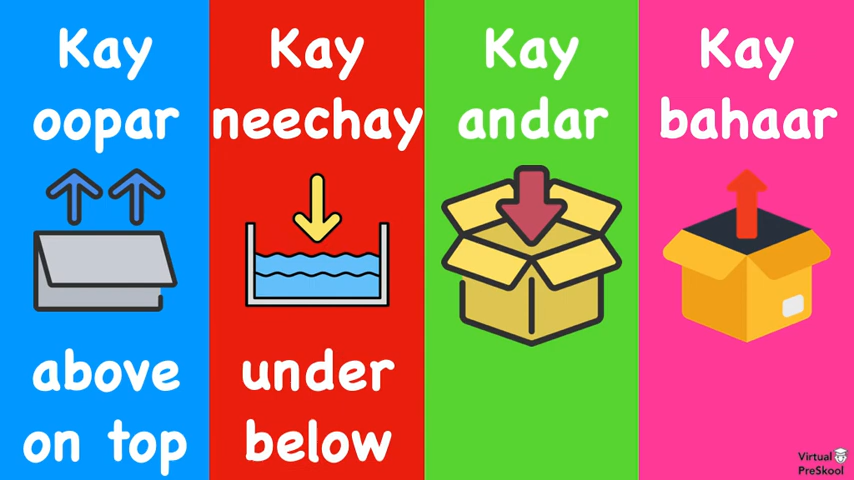 Kay
oopar
above
on top
Kay
neechay
under
below
Kay
andar
Kay
bahaar
Virtual
PreSkool